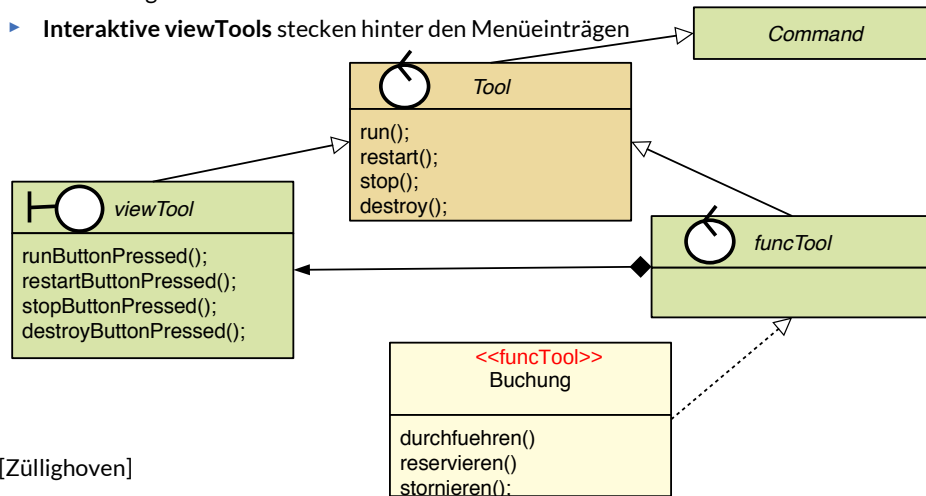 ▸ Interaktive viewTools stecken hinter den Menüeinträgen
Command
Tool
run();
restart();
stop();
destroy();
viewTool
runButtonPressed();
restartButtonPressed();
stopButtonPressed();
destroyButtonPressed();
funcTool
<<funcTool>>
Buchung
durchfuehren()
reservieren()
stornieren();
[Züllighoven]